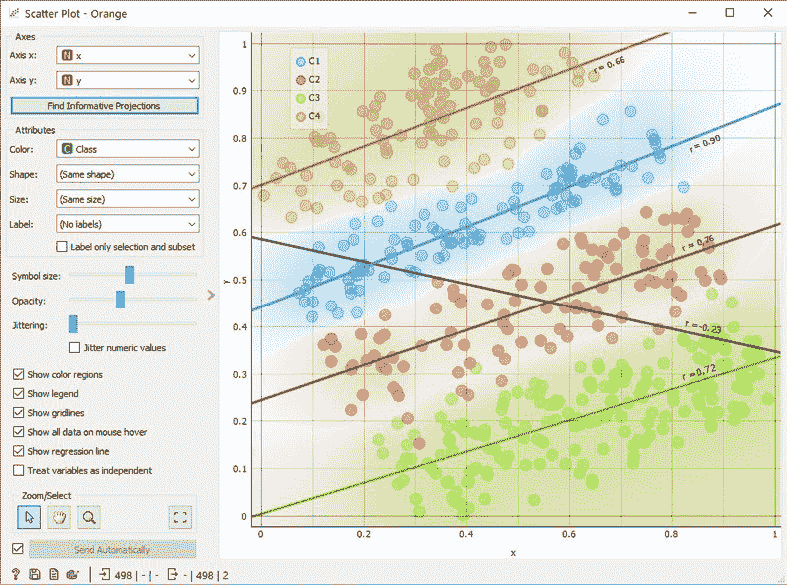 Scatter Plot - Orange
Axes
Axis x: N x
Axis y: N y
Find Informative Projections
Attributes
Color: C Class
Shape: (Same shape)
Size: (Same size)
Label: (No labels)
Label only selection and subset
Symbol size:
Opacity:
Jittering:
Jitter numeric values
Show color regions
Show legend
Show gridlines
Show all data on mouse hover
Show regression line
Treat variables as independent
Zoom/Select
Send Automatically
498 | - | - - | 498 | 2
C1
C2
C3
C4
r = 0.66
r = 0.90
r = 0.76
r = -0.23
r = 0.72
1
0.9
0.8
0.7
0.6
0.5
0.4
0.3
0.2
0.1
0
y
0
0.2
0.4
0.6
0.8
1
x